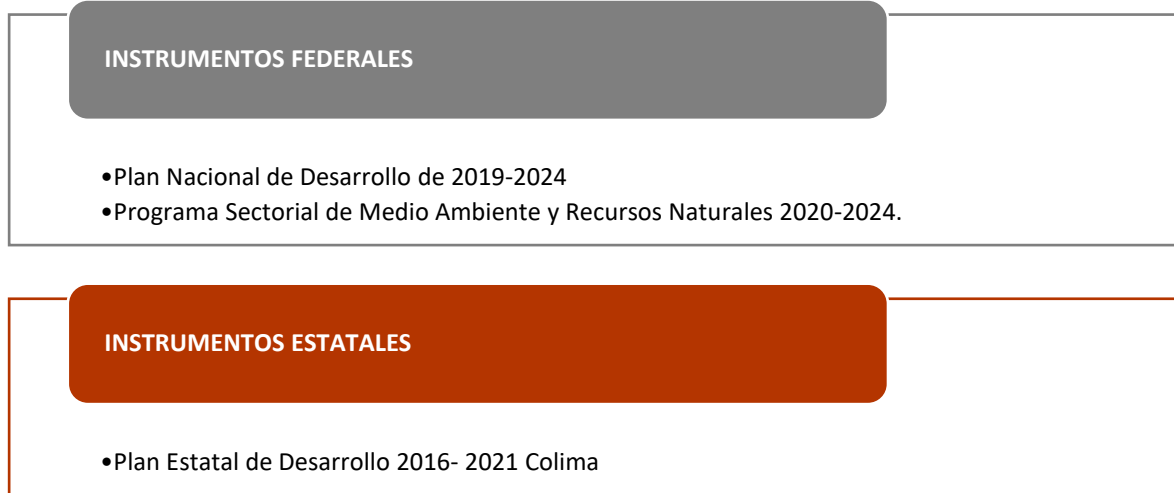 INSTRUMENTOS FEDERALES
•Plan Nacional de Desarrollo de 2019-2024
•Programa Sectorial de Medio Ambiente y Recursos Naturales 2020-2024.
INSTRUMENTOS ESTATALES
•Plan Estatal de Desarrollo 2016- 2021 Colima